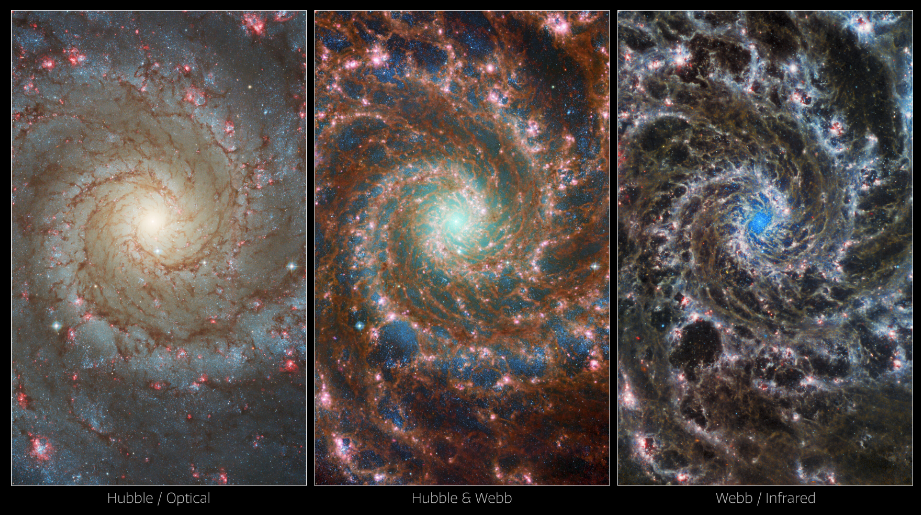 Hubble / Optical
Hubble & Webb
Webb / Infrared